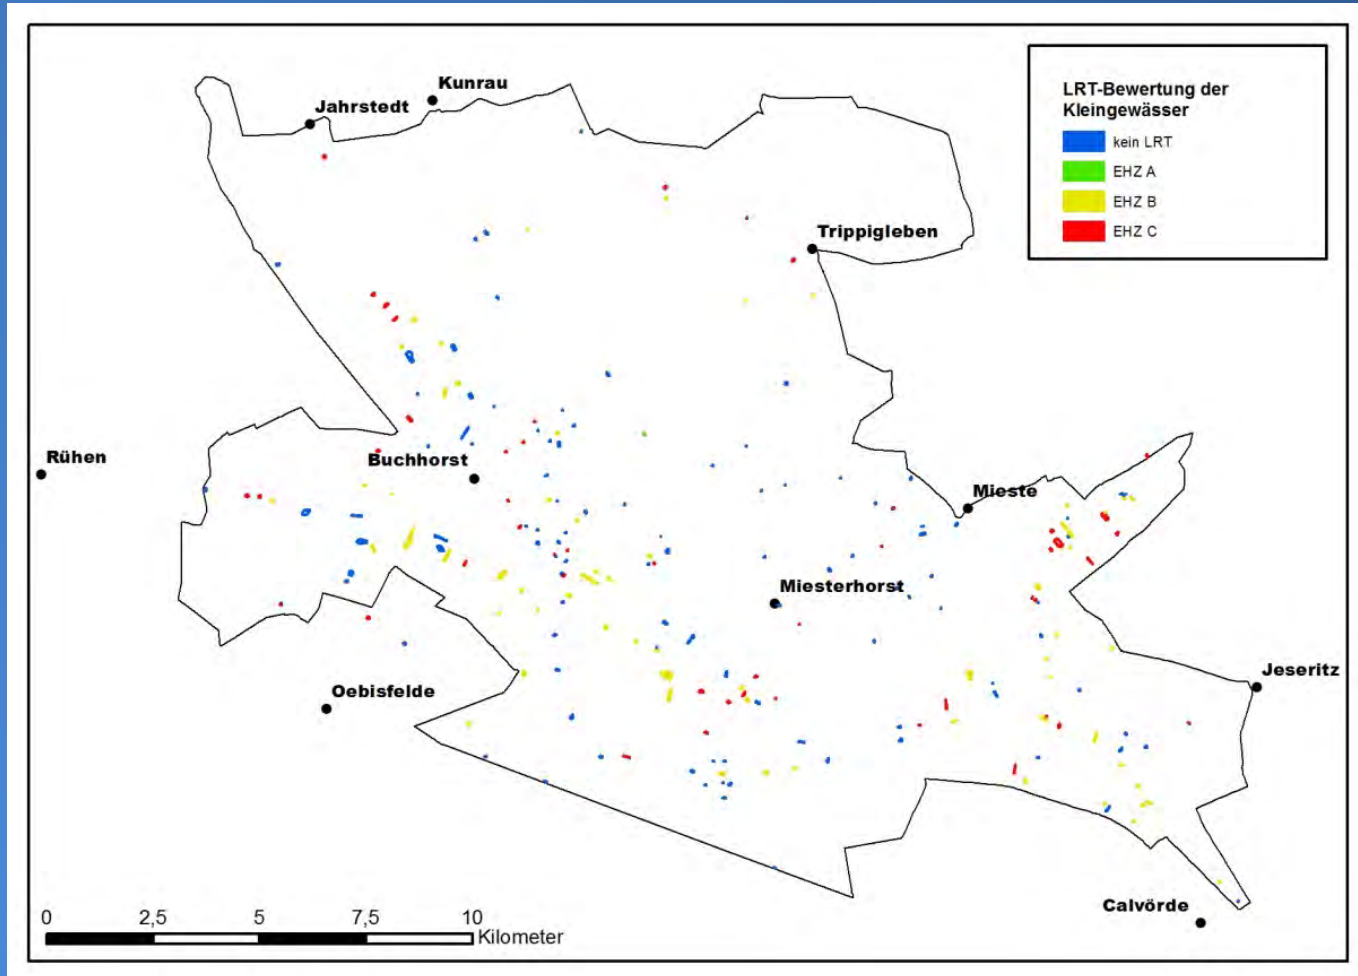 Kunrau
Jahrstedt
LRT-Bewertung der
Kleingewässer
kein LRT
EHZ A
EHZ B
EHZ C
Trippigleben
Rühen
Buchhorst
Mieste
Miesterhorst
Jeseritz
Oebisfelde
Calvörde
0 2,5 5 7,5 10
Kilometer